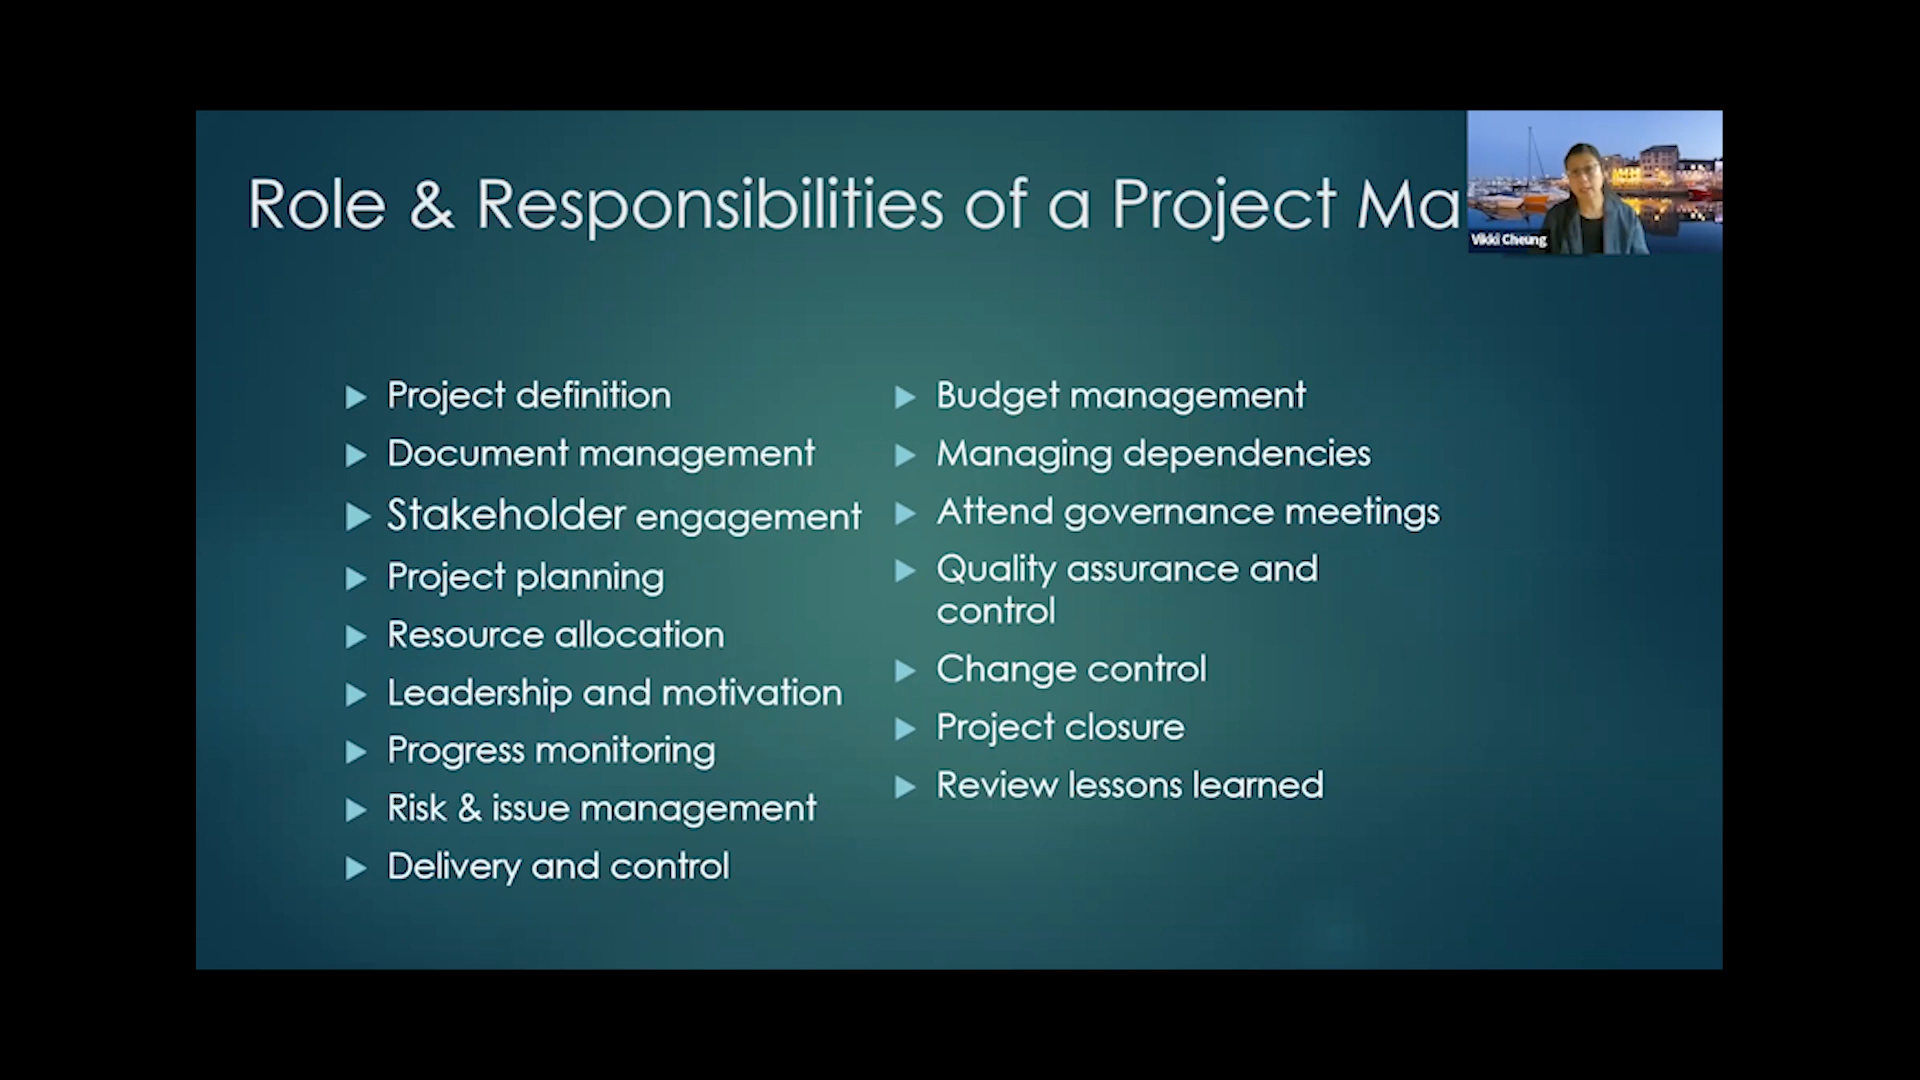 Role & Responsibilities of a Project Ma
Vikki Cheung
Project definition
Document management
Stakeholder engagement
Project planning
Resource allocation
Leadership and motivation
Progress monitoring
Risk & issue management
Delivery and control
Budget management
Managing dependencies
Attend governance meetings
Quality assurance and
control
Change control
Project closure
Review lessons learned